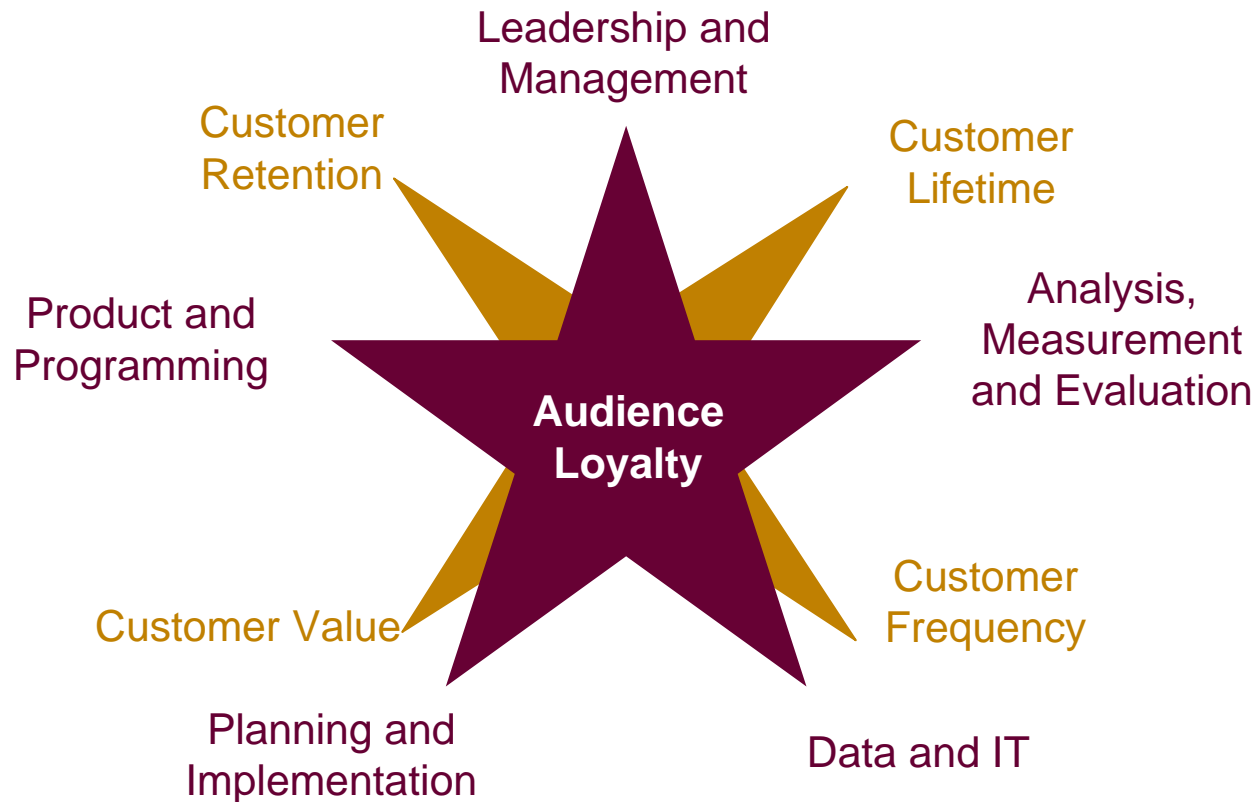 Leadership and
Management
Customer
Retention
Customer
Lifetime
Product and
Programming
Analysis,
Measurement
and Evaluation
Audience
Loyalty
Customer Value
Customer
Frequency
Planning and
Implementation
Data and IT